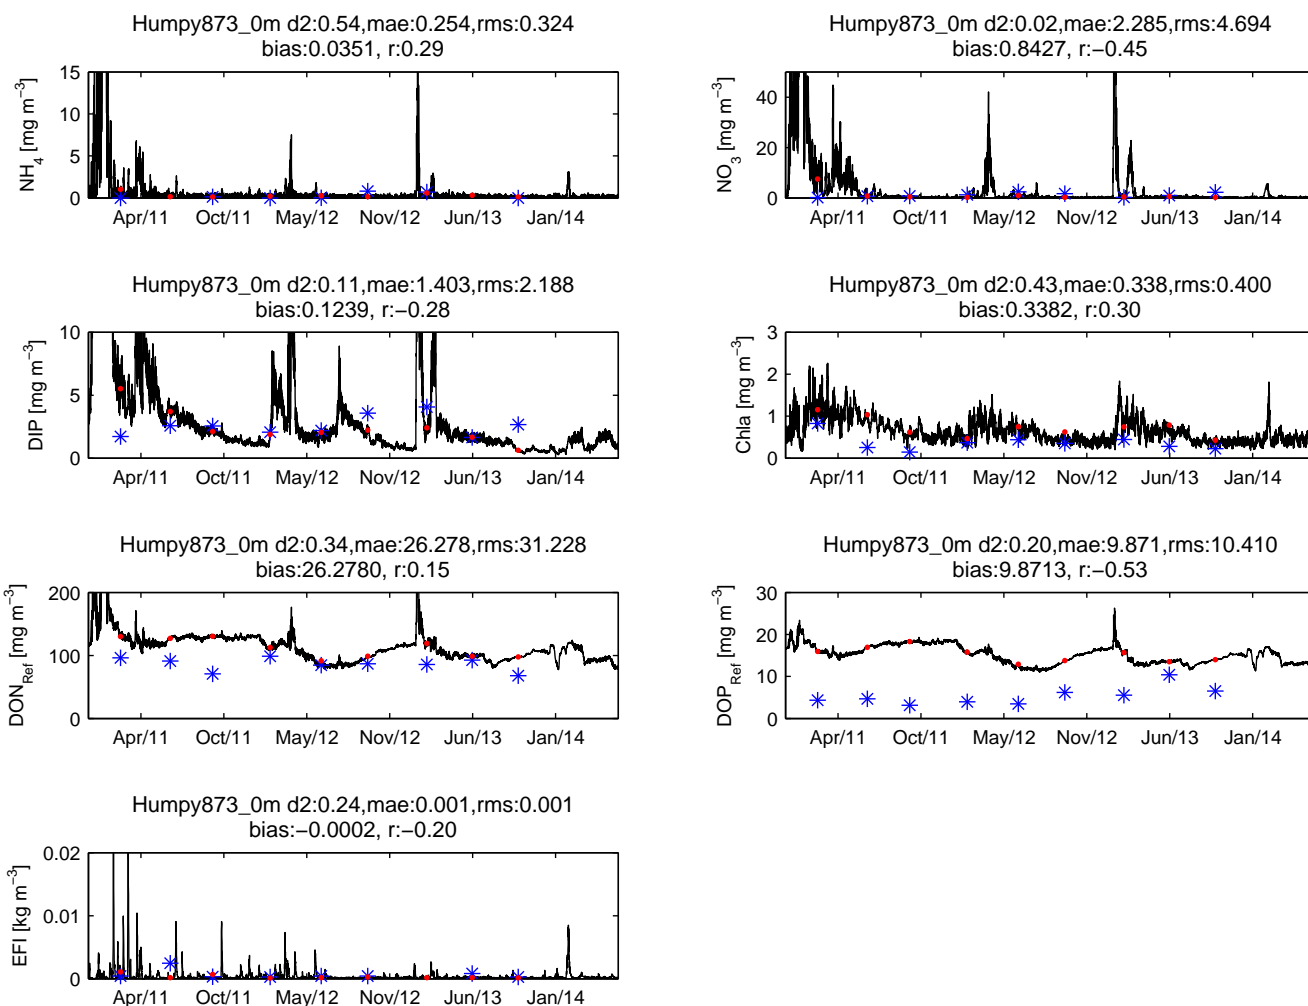 Humpy873_0m d2:0.54,mae:0.254,rms:0.324
bias:0.0351, r:0.29
NH4 [mg m−3]
15
10
5
0
Apr/11 Oct/11 May/12 Nov/12 Jun/13 Jan/14
Humpy873_0m d2:0.02,mae:2.285,rms:4.694
bias:0.8427, r:−0.45
NO3 [mg m−3]
40
20
0
Apr/11 Oct/11 May/12 Nov/12 Jun/13 Jan/14
Humpy873_0m d2:0.11,mae:1.403,rms:2.188
bias:0.1239, r:−0.28
DIP [mg m−3]
10
5
0
Apr/11 Oct/11 May/12 Nov/12 Jun/13 Jan/14
Humpy873_0m d2:0.43,mae:0.338,rms:0.400
bias:0.3382, r:0.30
Chla [mg m−3]
3
2
1
0
Apr/11 Oct/11 May/12 Nov/12 Jun/13 Jan/14
Humpy873_0m d2:0.34,mae:26.278,rms:31.228
bias:26.2780, r:0.15
DONRef [mg m−3]
200
100
0
Apr/11 Oct/11 May/12 Nov/12 Jun/13 Jan/14
Humpy873_0m d2:0.20,mae:9.871,rms:10.410
bias:9.8713, r:−0.53
DOPRef [mg m−3]
30
20
10
0
Apr/11 Oct/11 May/12 Nov/12 Jun/13 Jan/14
Humpy873_0m d2:0.24,mae:0.001,rms:0.001
bias:−0.0002, r:−0.20
EFI [kg m−3]
0.02
0.01
0
Apr/11 Oct/11 May/12 Nov/12 Jun/13 Jan/14